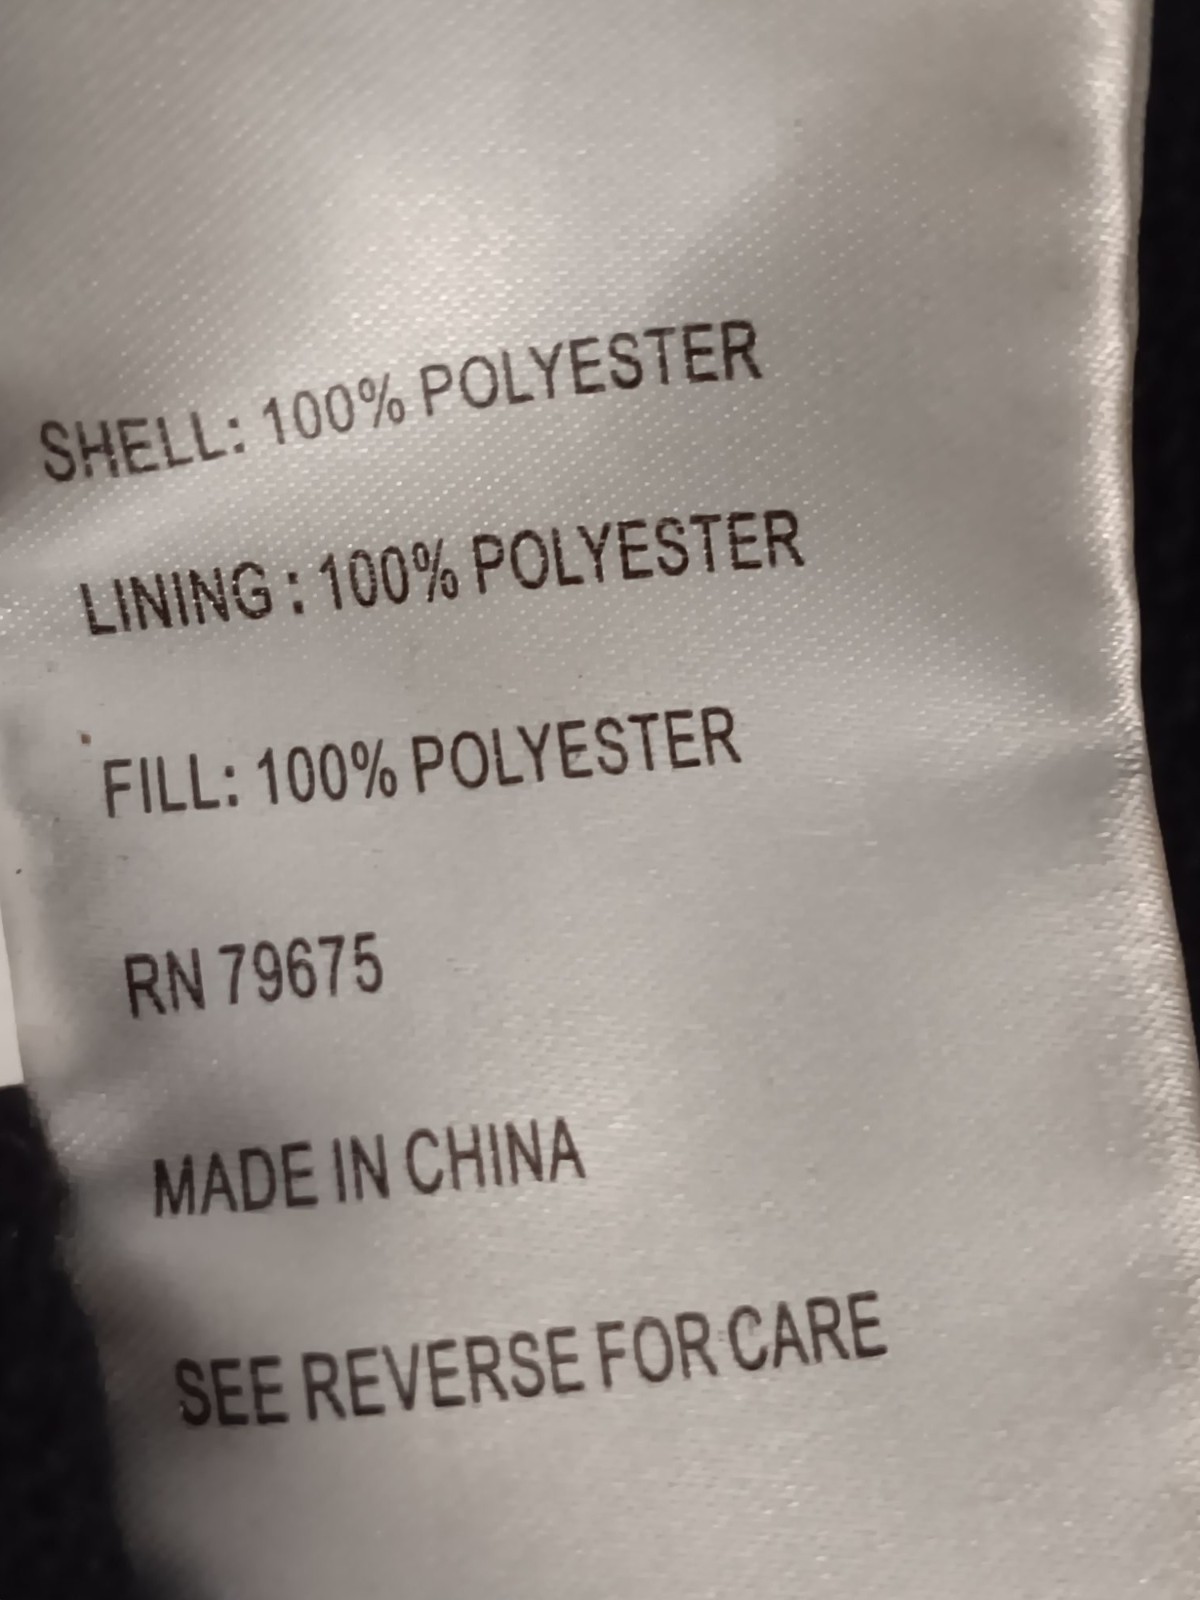 SHELL: 100% POLYESTER
LINING : 100% POLYESTER
FILL: 100% POLYESTER
RN 79675
MADE IN CHINA
SEE REVERSE FOR CARE